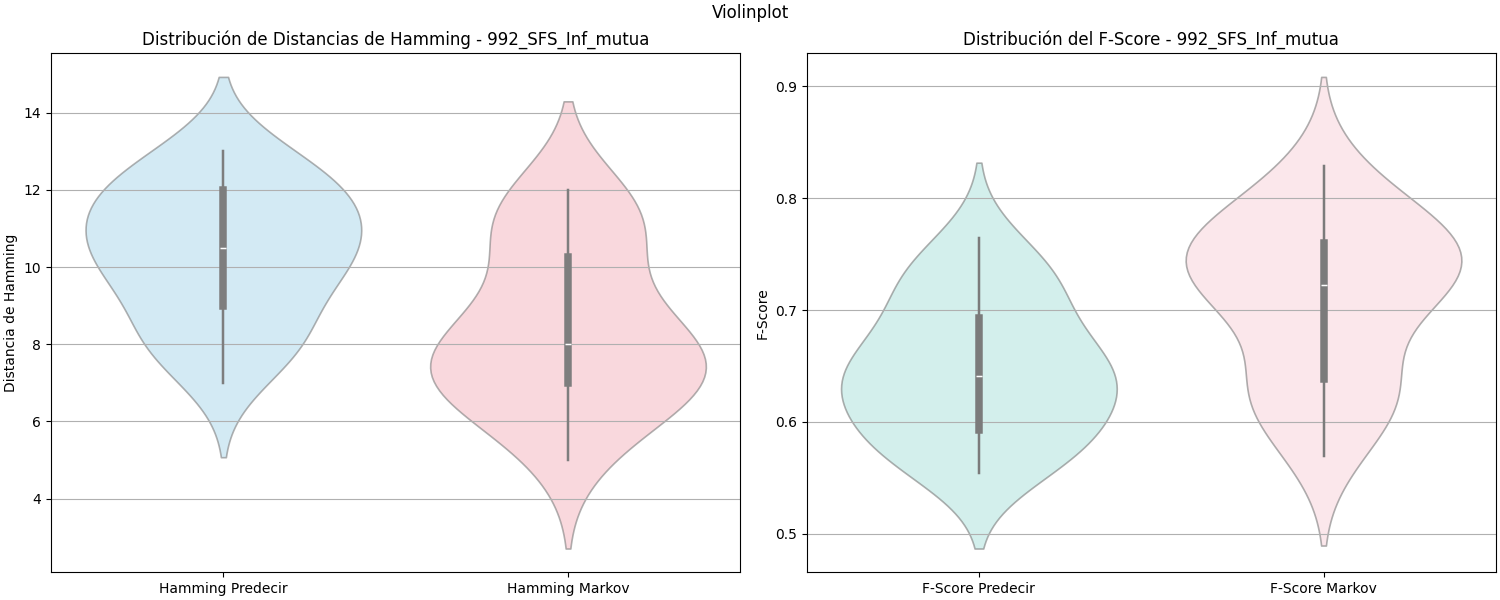 Violinplot
Distribución de Distancias de Hamming - 992_SFS_Inf_mutua
Distancia de Hamming
14
12
10
8
6
4
Hamming Predecir
Hamming Markov
Distribución del F-Score - 992_SFS_Inf_mutua
F-Score
0.9
0.8
0.7
0.6
0.5
F-Score Predecir
F-Score Markov